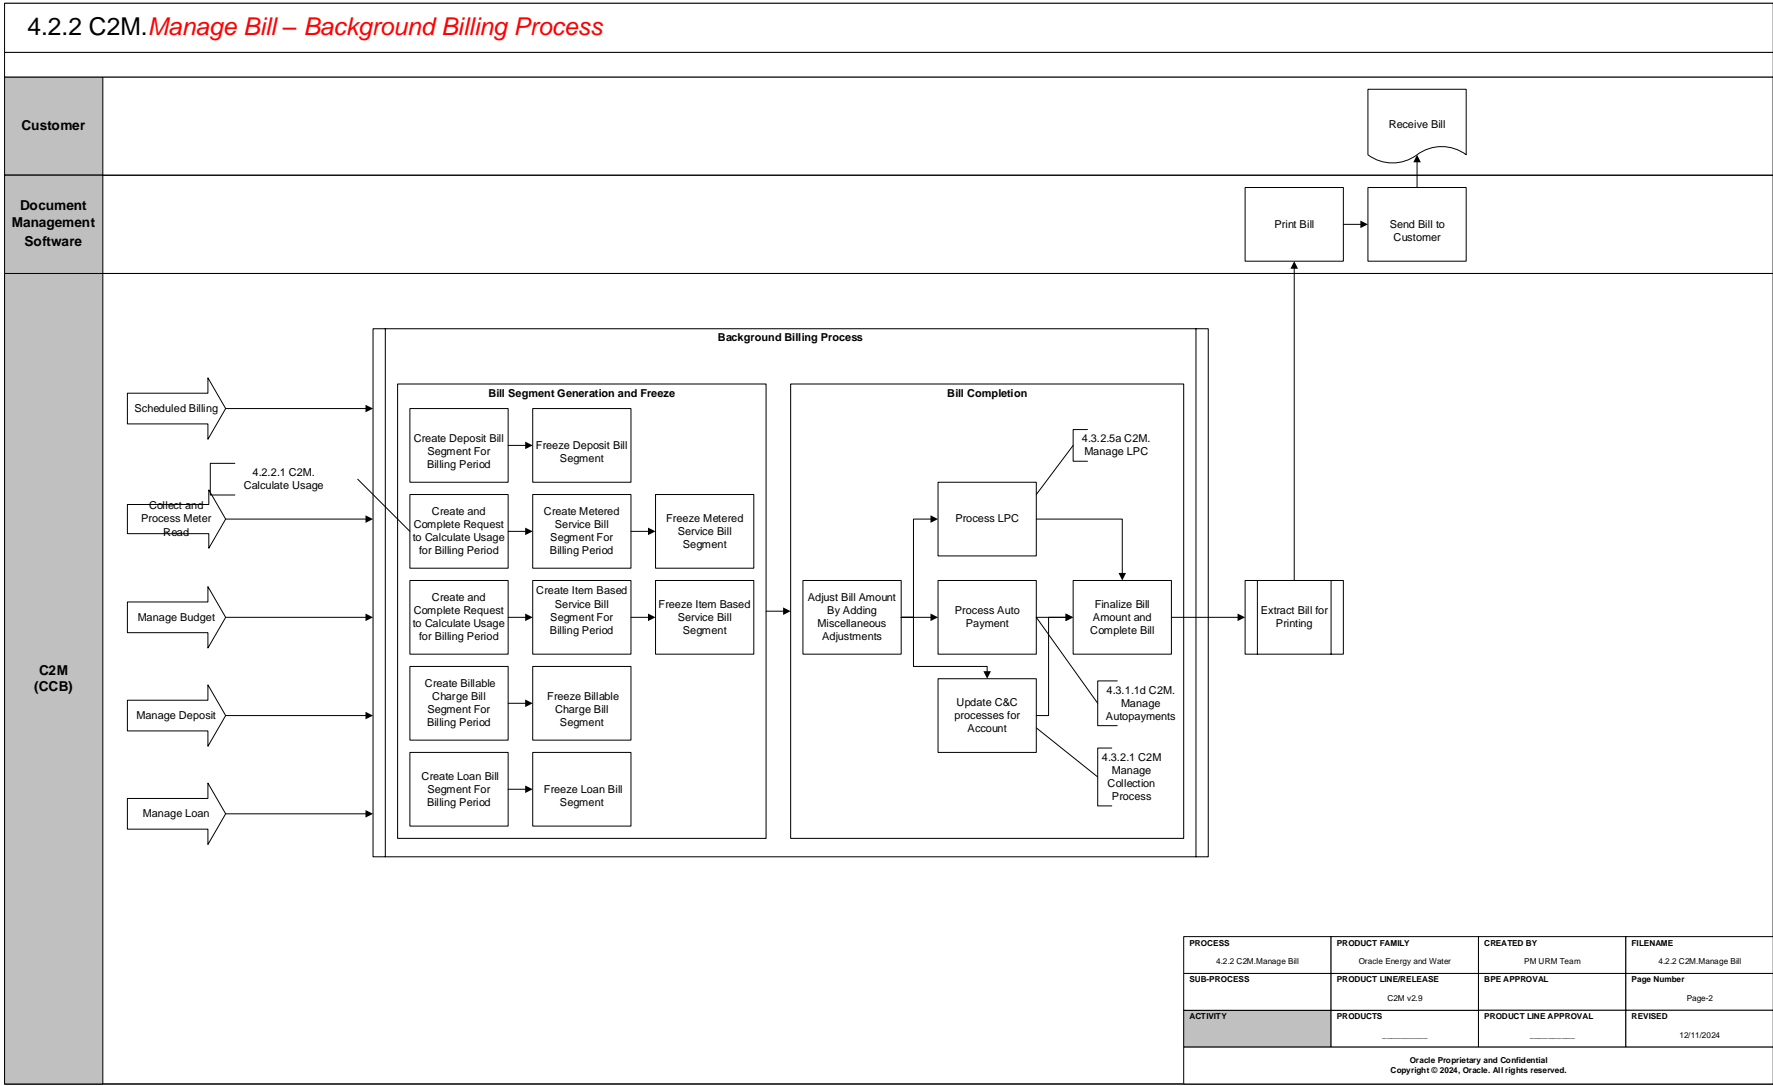 4.2.2 C2M.Manage Bill – Background Billing Process
Customer
Receive Bill
Document
Management
Software
Print Bill
Send Bill to
Customer
C2M
(CCB)
Background Billing Process
Scheduled Billing
4.2.2.1 C2M.
Calculate Usage
Collect and
Process Meter
Read
Manage Budget
Manage Deposit
Manage Loan
Bill Segment Generation and Freeze
Create Deposit Bill
Segment For
Billing Period
Freeze Deposit Bill
Segment
Create and
Complete Request
to Calculate Usage
for Billing Period
Create Metered
Service Bill
Segment For
Billing Period
Freeze Metered
Service Bill
Segment
Create and
Complete Request
to Calculate Usage
for Billing Period
Create Item Based
Service Bill
Segment For
Billing Period
Freeze Item Based
Service Bill
Segment
Create Billable
Charge Bill
Segment For
Billing Period
Freeze Billable
Charge Bill
Segment
Create Loan Bill
Segment For
Billing Period
Freeze Loan Bill
Segment
Bill Completion
4.3.2.5a C2M.
Manage LPC
Process LPC
Adjust Bill Amount
By Adding
Miscellaneous
Adjustments
Process Auto
Payment
Finalize Bill
Amount and
Complete Bill
Update C&C
processes for
Account
4.3.1.1d C2M.
Manage
Autopayments
4.3.2.1 C2M
Manage
Collection
Process
Extract Bill for
Printing
PROCESS
4.2.2 C2M.Manage Bill
PRODUCT FAMILY
Oracle Energy and Water
CREATED BY
PM URM Team
FILENAME
4.2.2 C2M.Manage Bill
SUB-PROCESS
PRODUCT LINE/RELEASE
C2M v2.9
BPE APPROVAL
Page Number
Page-2
ACTIVITY
PRODUCTS
PRODUCT LINE APPROVAL
REVISED
12/11/2024
Oracle Proprietary and Confidential
Copyright © 2024, Oracle. All rights reserved.